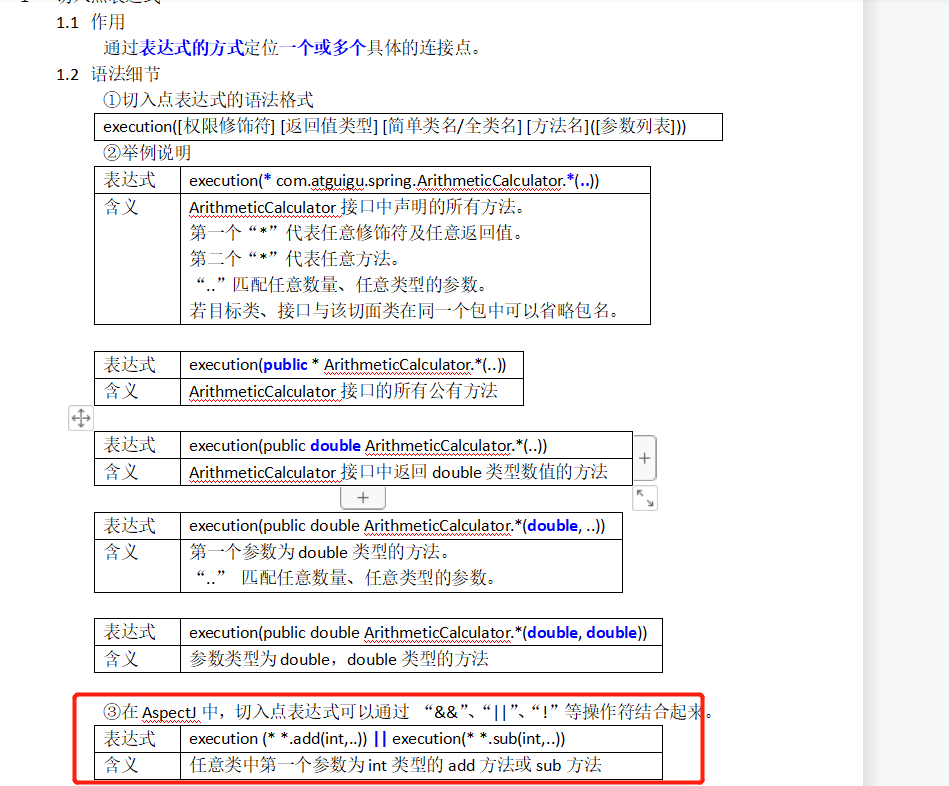 1 切入点表达式
1.1 作用
通过表达式的方式定位一个或多个具体的连接点。
1.2 语法细节
①切入点表达式的语法格式
execution([权限修饰符] [返回值类型] [简单类名/全类名] [方法名]([参数列表]))
②举例说明
表达式 execution(* com.atguigu.spring.ArithmeticCalculator.*(..))
含义 ArithmeticCalculator 接口中声明的所有方法。
第一个“*”代表任意修饰符及任意返回值。
第二个“*”代表任意方法。
“..”匹配任意数量、任意类型的参数。
若目标类、接口与该切面类在同一个包中可以省略包名。
表达式 execution(public * ArithmeticCalculator.*(..))
含义 ArithmeticCalculator 接口的所有公有方法
表达式 execution(public double ArithmeticCalculator.*(..))
含义 ArithmeticCalculator 接口中返回 double 类型数值的方法
表达式 execution(public double ArithmeticCalculator.*(double, ..))
含义 第一个参数为 double 类型的方法。
“..” 匹配任意数量、任意类型的参数。
表达式 execution(public double ArithmeticCalculator.*(double, double))
含义 参数类型为 double，double 类型的方法
③在 AspectJ 中，切入点表达式可以通过 “&&”、“||”、“!”等操作符结合起来。
表达式 execution (* *.add(int,..)) || execution(* *.sub(int,..))
含义 任意类中第一个参数为 int 类型的 add 方法或 sub 方法